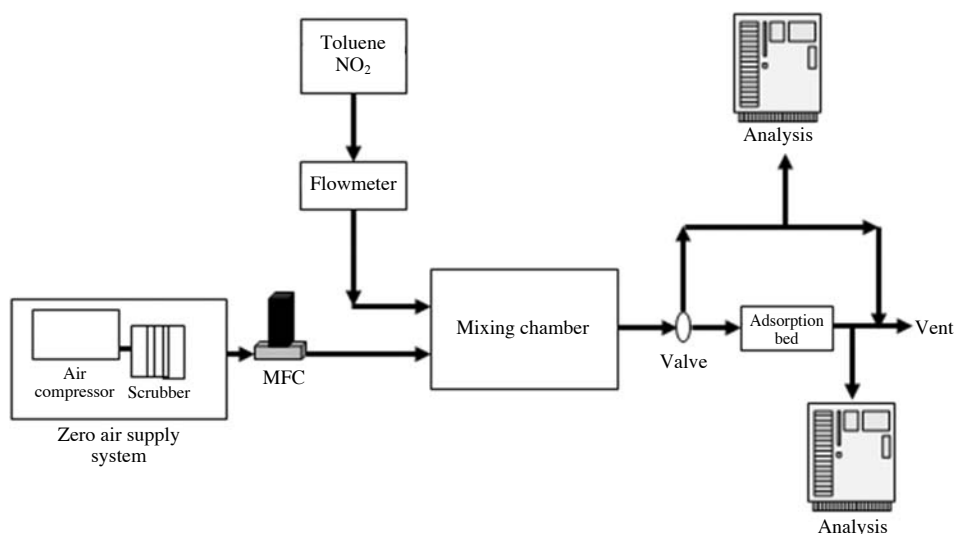 Toluene
NO₂
Flowmeter
Analysis
Mixing chamber
Adsorption
bed
Vent
Valve
MFC
Air
compressor
Scrubber
Zero air supply
system
Analysis